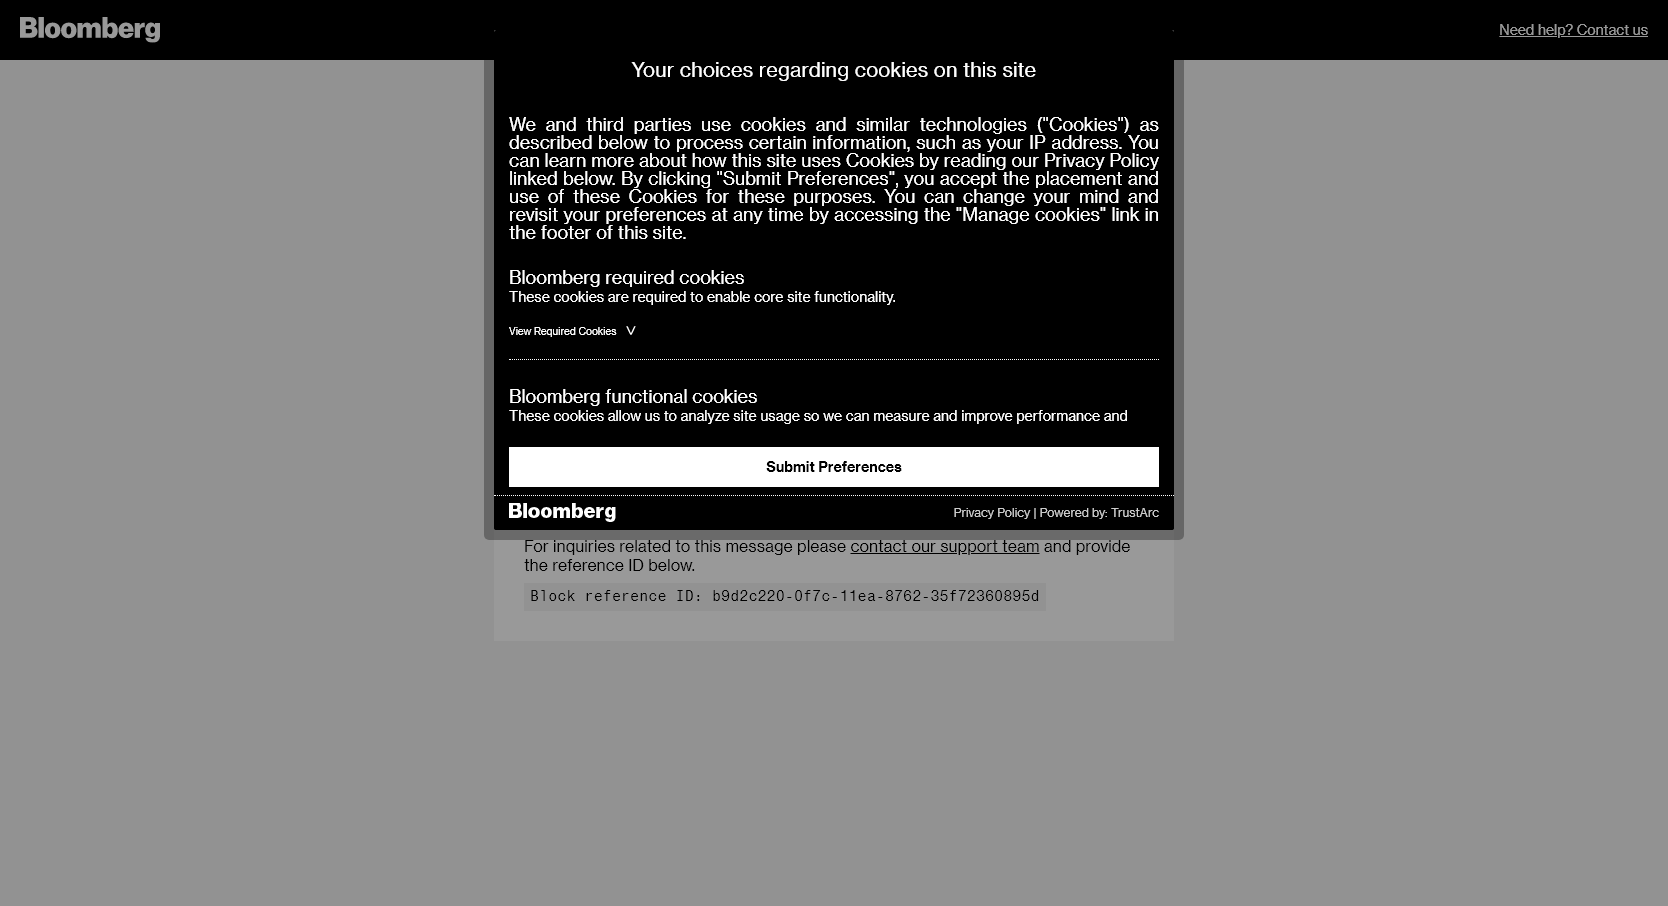 Bloomberg
Need help? Contact us
Your choices regarding cookies on this site
We and third parties use cookies and similar technologies ("Cookies") as
described below to process certain information, such as your IP address. You
can learn more about how this site uses Cookies by reading our Privacy Policy
linked below. By clicking "Submit Preferences", you accept the placement and
use of these Cookies for these purposes. You can change your mind and
revisit your preferences at any time by accessing the "Manage cookies" link in
the footer of this site.
Bloomberg required cookies
These cookies are required to enable core site functionality.
View Required Cookies
Bloomberg functional cookies
These cookies allow us to analyze site usage so we can measure and improve performance and
Submit Preferences
Bloomberg
Privacy Policy | Powered by: TrustArc
For inquiries related to this message please contact our support team and provide
the reference ID below.
Block reference ID: b9d2c220-0f7c-11ea-8762-35f72360895d